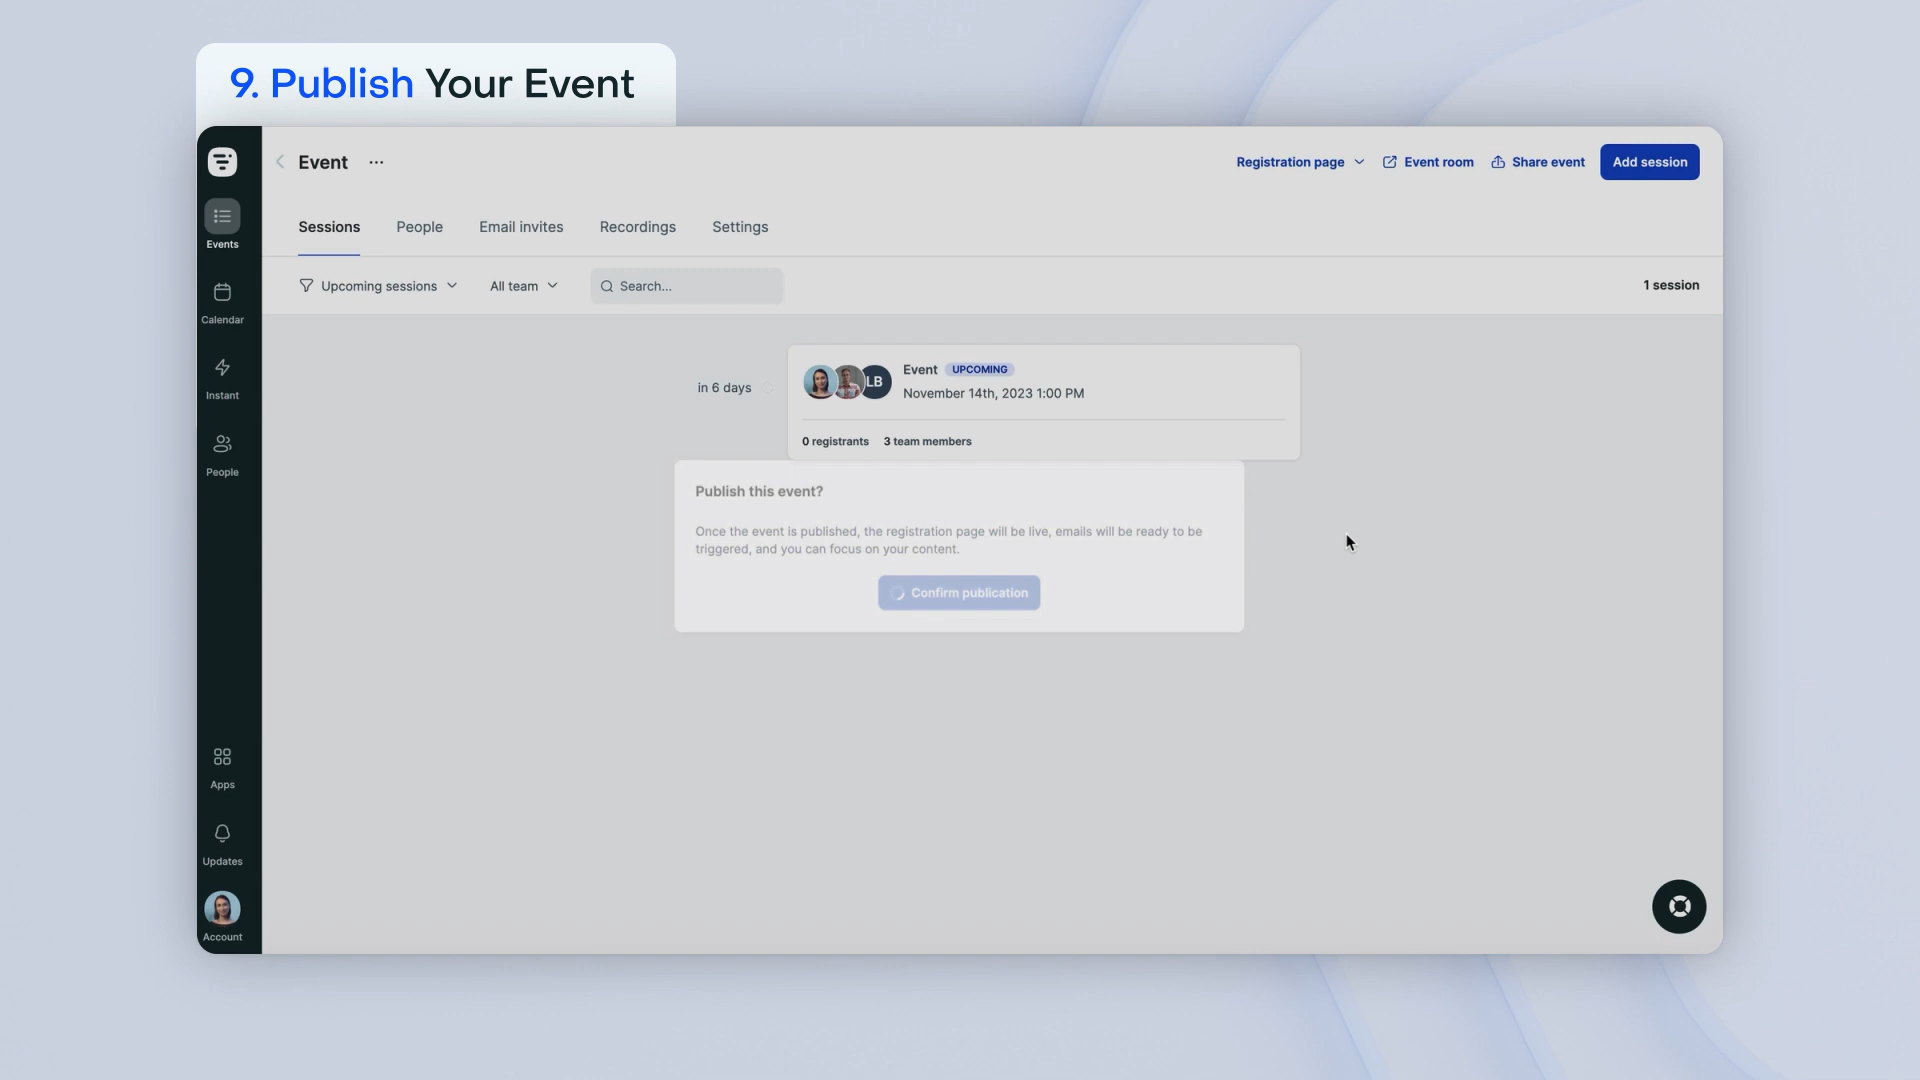 9. Publish Your Event
Event
Registration page
Event room
Share event
Add session
Sessions
People
Email invites
Recordings
Settings
Upcoming sessions
All team
Search...
1 session
Events
Calendar
Instant
People
Apps
Updates
Account
in 6 days
LB
Event UPCOMING
November 14th, 2023 1:00 PM
0 registrants 3 team members
Publish this event?
Once the event is published, the registration page will be live, emails will be ready to be
triggered, and you can focus on your content.
Confirm publication